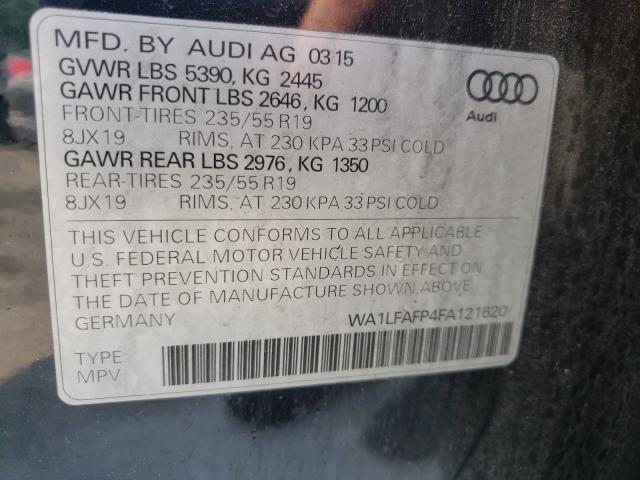 MFD. BY AUDI AG 03 15
GVWR LBS 5390, KG 2445
GAWR FRONT LBS 2646, KG 1200
FRONT-TIRES 235/55 R19
8JX19 RIMS, AT 230 KPA 33 PSI COLD
GAWR REAR LBS 2976, KG 1350
REAR-TIRES 235/55 R19
8JX19 RIMS, AT 230 KPA 33 PSI COLD
Audi
THIS VEHICLE CONFORMS TO ALL APPLICABLE
U.S. FEDERAL MOTOR VEHICLE SAFETY AND
THEFT PREVENTION STANDARDS IN EFFECT ON
THE DATE OF MANUFACTURE SHOWN ABOVE.
GERMANY WA1LFAFP4FA121620
TYPE:
MPV